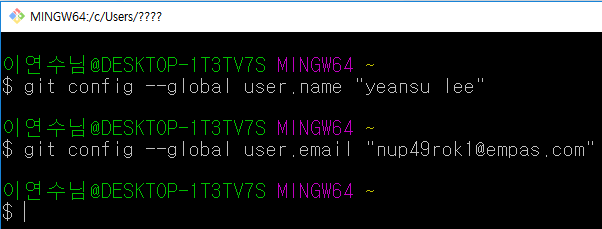 MINGW64:/c/Users/????
이연수님@DESKTOP-1T3TV7S MINGW64 ~
$ git config --global user.name "yeansu lee"
이연수님@DESKTOP-1T3TV7S MINGW64 ~
$ git config --global user.email "nup49rok1@empas.com"
이연수님@DESKTOP-1T3TV7S MINGW64 ~
$